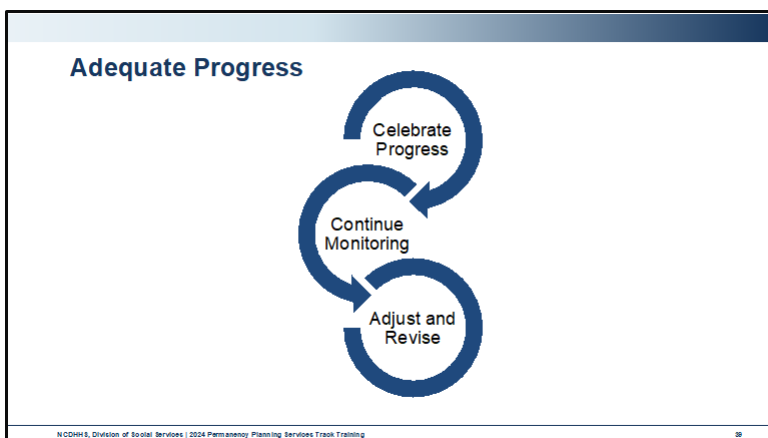 Adequate Progress
Celebrate
Progress
Continue
Monitoring
Adjust and
Revise
NCDHHS, Division of Social Services | 2024 Permanency Planning Services Track Training
39